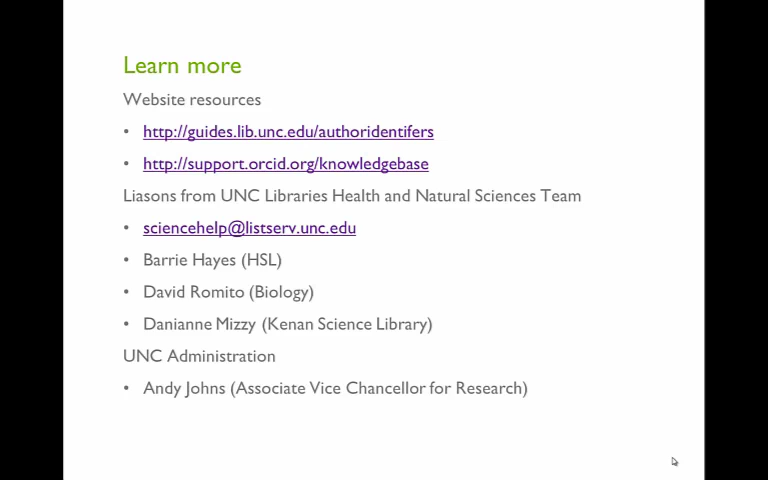 Learn more
Website resources
• http://guides.lib.unc.edu/authoridentifers
• http://support.orcid.org/knowledgebase
Liasons from UNC Libraries Health and Natural Sciences Team
• sciencehelp@listserv.unc.edu
• Barrie Hayes (HSL)
• David Romito (Biology)
• Danianne Mizzy (Kenan Science Library)
UNC Administration
• Andy Johns (Associate Vice Chancellor for Research)